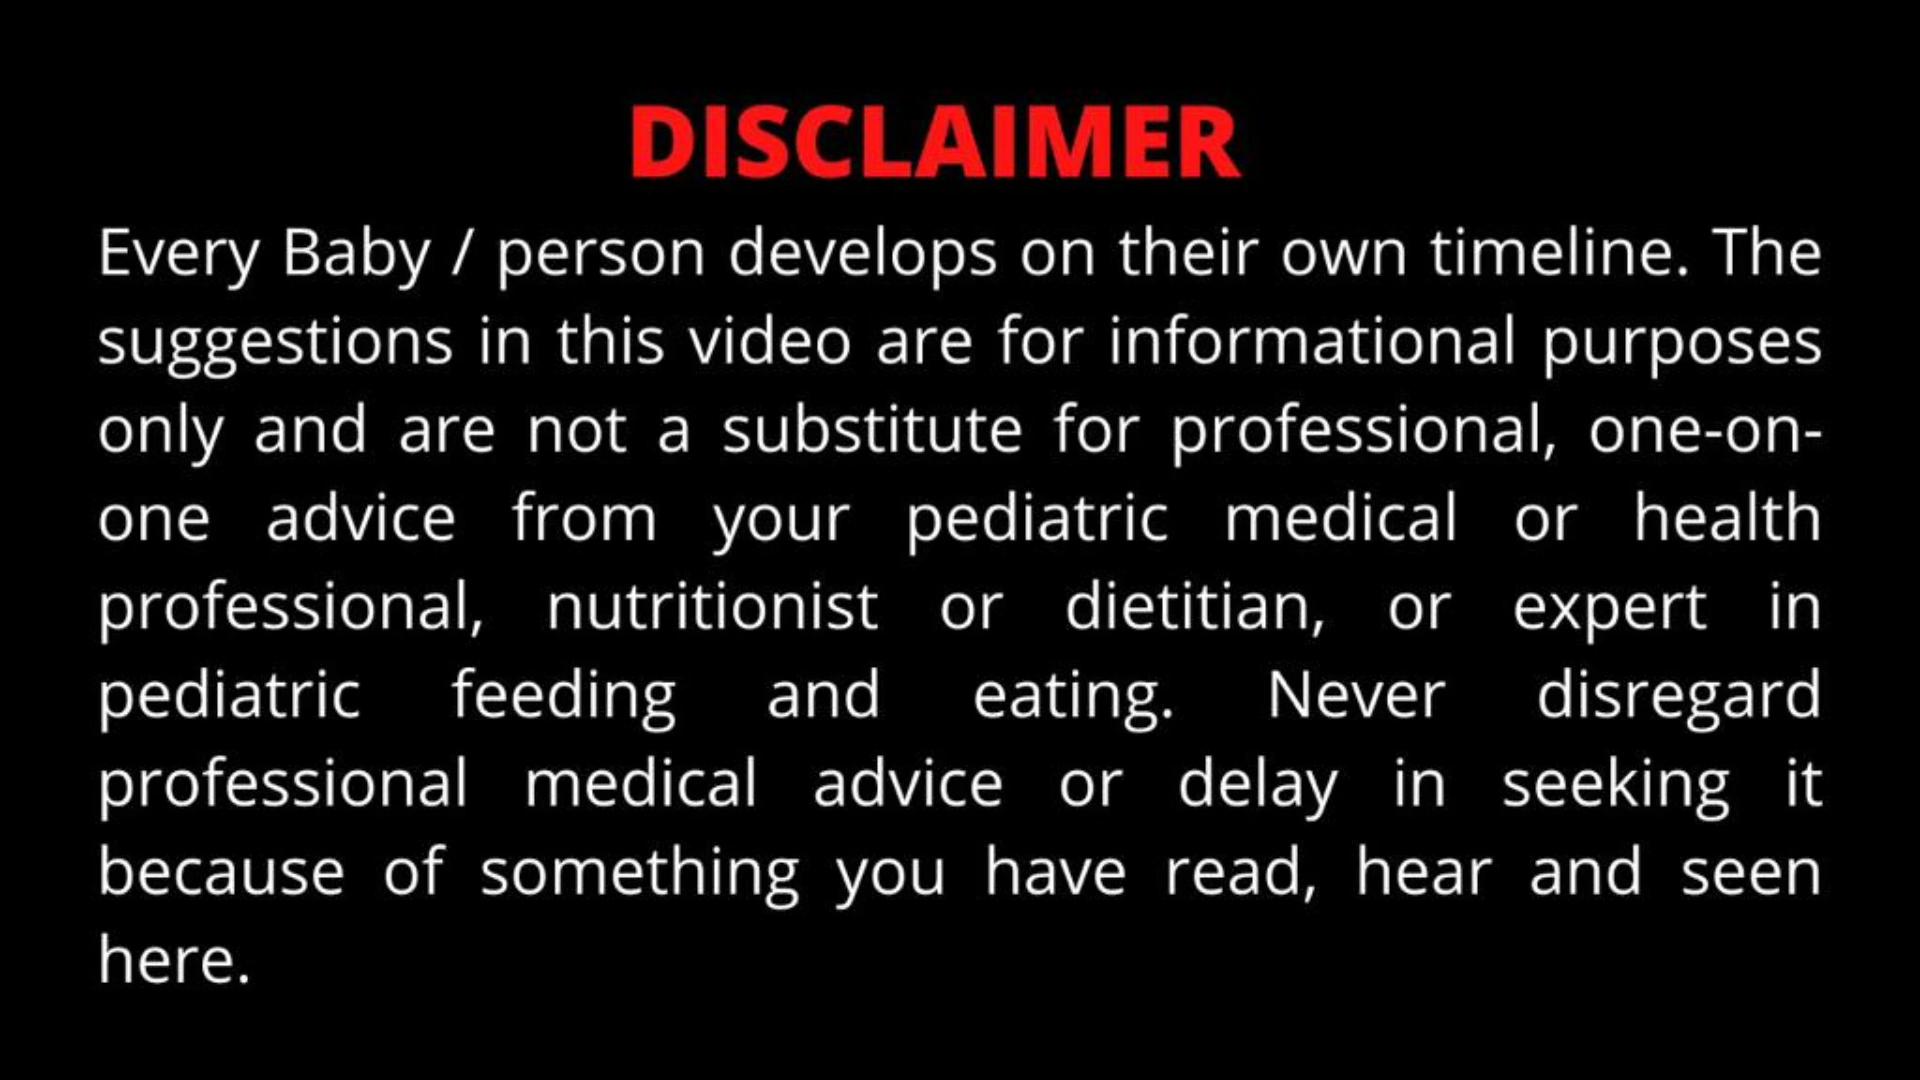 DISCLAIMER
Every Baby / person develops on their own timeline. The
suggestions in this video are for informational purposes
only and are not a substitute for professional, one-on-
one advice from your pediatric medical or health
professional, nutritionist or dietitian, or expert in
pediatric feeding and eating. Never disregard
professional medical advice or delay in seeking it
because of something you have read, hear and seen
here.